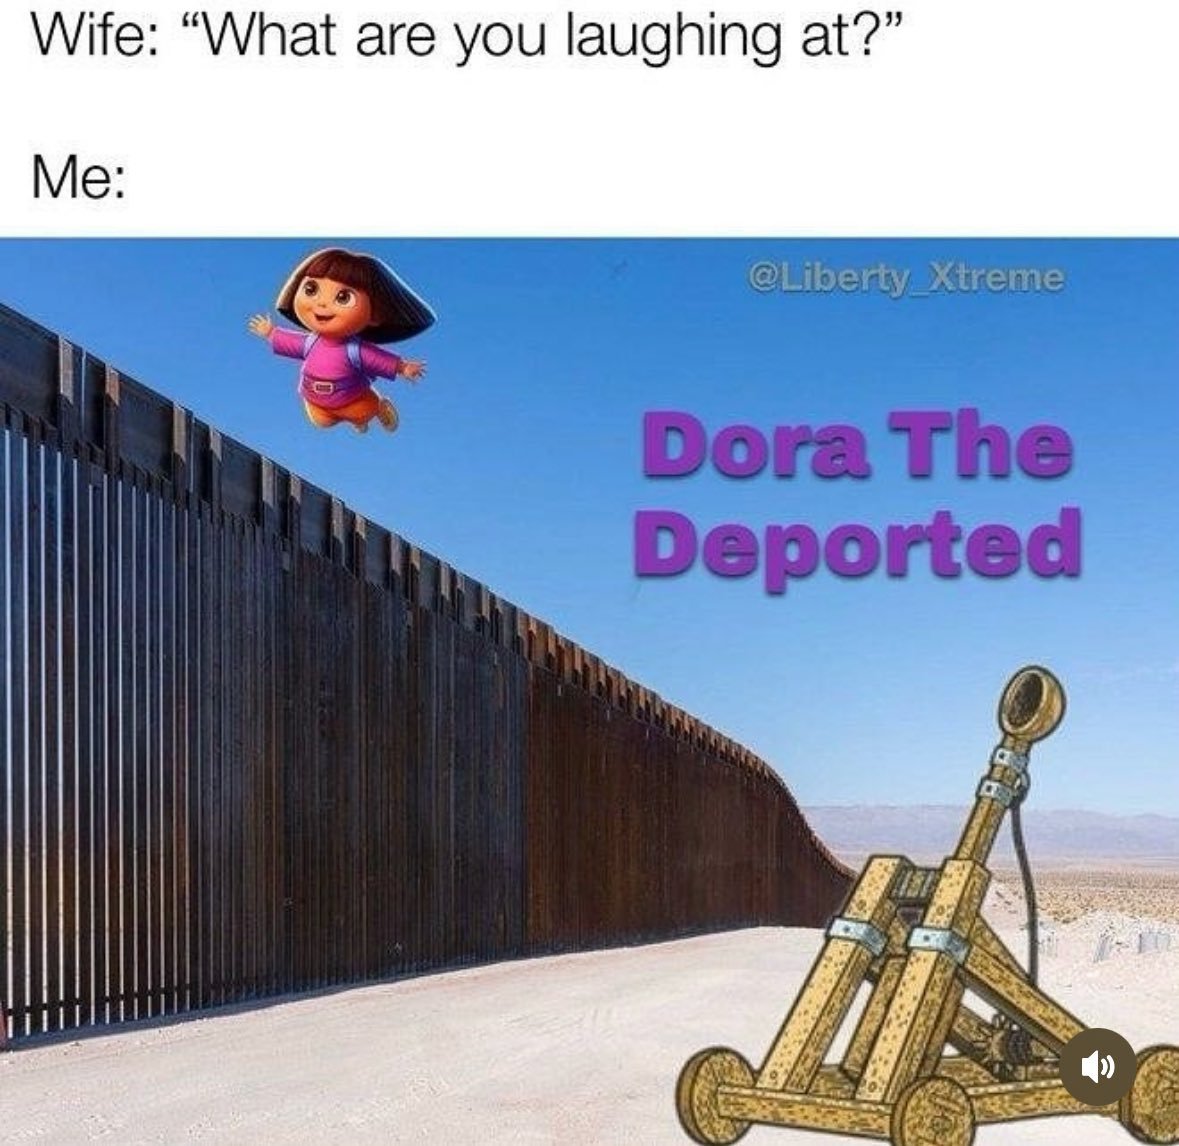 Wife: “What are you laughing at?”
Me:
@Liberty_Xtreme
Dora The
Deported